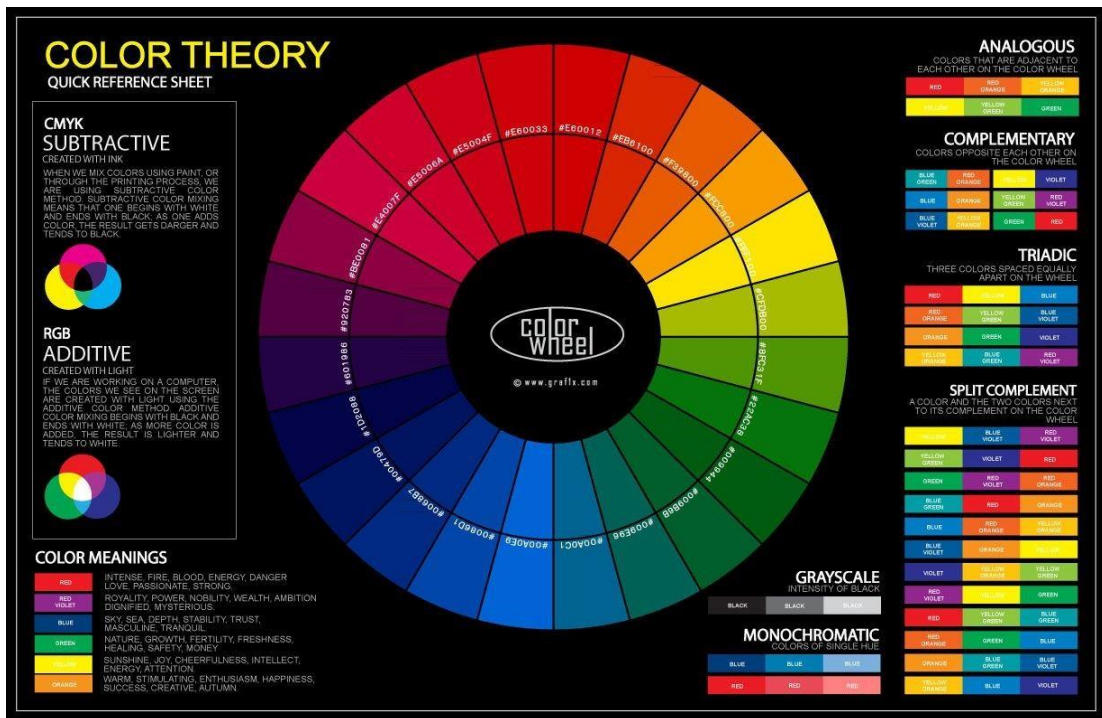 COLOR THEORY
QUICK REFERENCE SHEET
CMYK
SUBTRACTIVE
CREATED WITH INK
WHEN WE MIX COLORS USING PAINT, OR
THROUGH THE PRINTING PROCESS, WE
ARE USING SUBTRACTIVE COLOR
METHOD. SUBTRACTIVE COLOR MIXING
MEANS THAT ONE BEGINS WITH WHITE
AND ENDS WITH BLACK; AS ONE ADDS
COLOR, THE RESULT GETS DARGER AND
TENDS TO BLACK.
RGB
ADDITIVE
CREATED WITH LIGHT
IF WE ARE WORKING ON A COMPUTER,
THE COLORS WE SEE ON THE SCREEN
ARE CREATED WITH LIGHT USING THE
ADDITIVE COLOR METHOD. ADDITIVE
COLOR MIXING BEGINS WITH BLACK AND
ENDS WITH WHITE; AS MORE COLOR IS
ADDED, THE RESULT IS LIGHTER AND
TENDS TO WHITE.
COLOR MEANINGS
RED INTENSE, FIRE, BLOOD, ENERGY, DANGER
LOVE, PASSIONATE, STRONG.
RED VIOLET ROYALITY, POWER, NOBILITY, WEALTH, AMBITION
DIGNIFIED, MYSTERIOUS.
BLUE SKY, SEA, DEPTH, STABILITY, TRUST,
MASCULINE, TRANQUIL.
GREEN NATURE, GROWTH, FERTILITY, FRESHNESS,
HEALING, SAFETY, MONEY
YELLOW SUNSHINE, JOY, CHEERFULNESS, INTELLECT,
ENERGY, ATTENTION.
ORANGE WARM, STIMULATING, ENTHUSIASM, HAPPINESS,
SUCCESS, CREATIVE, AUTUMN.
#E60012
#EB6100
#F39800
#FCC800
#CFDB00
#8FC31F
#22AC38
#009944
#009B6B
#009E96
#00A0C1
#00A0E9
#0086D1
#0068B7
#00479D
#1D2088
#601986
#920783
#BE0081
#E4007F
#E5006A
#E5004F
#E60033
color
wheel
© www.graf1x.com
ANALOGOUS
COLORS THAT ARE ADJACENT TO
EACH OTHER ON THE COLOR WHEEL
RED RED ORANGE YELLOW ORANGE
YELLOW YELLOW GREEN GREEN
COMPLEMENTARY
COLORS OPPOSITE EACH OTHER ON
THE COLOR WHEEL
BLUE GREEN RED ORANGE YELLOW VIOLET
BLUE ORANGE YELLOW GREEN RED VIOLET
BLUE VIOLET YELLOW ORANGE GREEN RED
TRIADIC
THREE COLORS SPACED EQUALLY
APART ON THE WHEEL
RED YELLOW BLUE
RED ORANGE YELLOW GREEN BLUE VIOLET
ORANGE GREEN VIOLET
YELLOW ORANGE BLUE GREEN RED VIOLET
SPLIT COMPLEMENT
A COLOR AND THE TWO COLORS NEXT
TO ITS COMPLEMENT ON THE COLOR
WHEEL
YELLOW BLUE VIOLET RED VIOLET
YELLOW GREEN VIOLET RED
GREEN RED VIOLET RED ORANGE
BLUE GREEN RED ORANGE
BLUE RED ORANGE YELLOW ORANGE
BLUE VIOLET ORANGE YELLOW
VIOLET YELLOW ORANGE YELLOW GREEN
RED VIOLET YELLOW GREEN
RED YELLOW GREEN BLUE GREEN
RED ORANGE GREEN BLUE
ORANGE BLUE GREEN BLUE VIOLET
YELLOW ORANGE BLUE VIOLET
GRAYSCALE
INTENSITY OF BLACK
BLACK BLACK BLACK
MONOCHROMATIC
COLORS OF SINGLE HUE
BLUE BLUE BLUE
RED RED RED